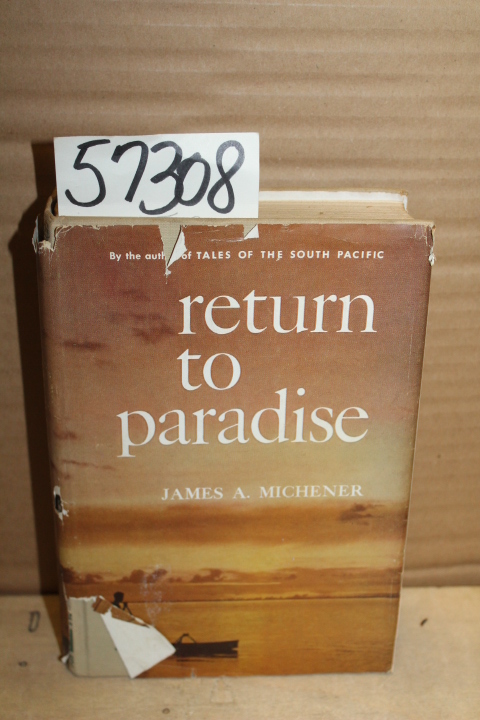 57308
By the auth of TALES OF THE SOUTH PACIFIC
return
to
paradise
JAMES A. MICHENER